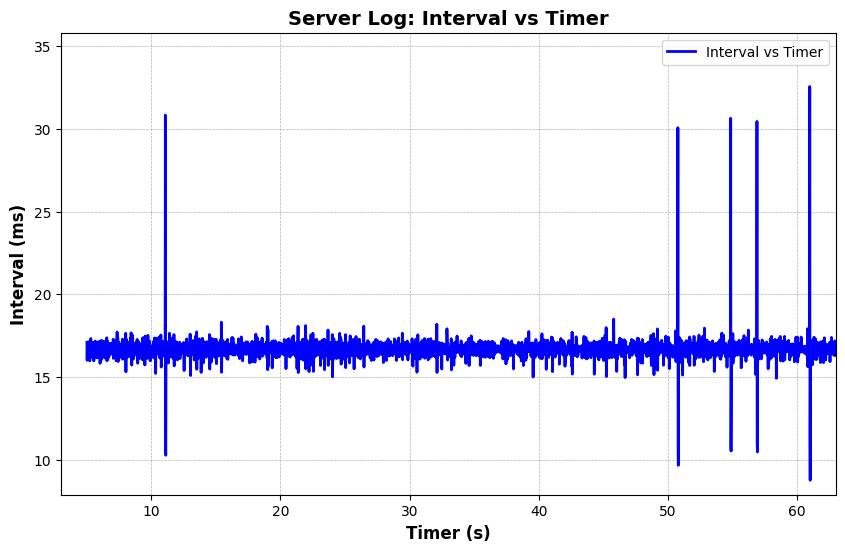 Server Log: Interval vs Timer
Interval vs Timer
35
30
25
20
15
10
Interval (ms)
10 20 30 40 50 60
Timer (s)